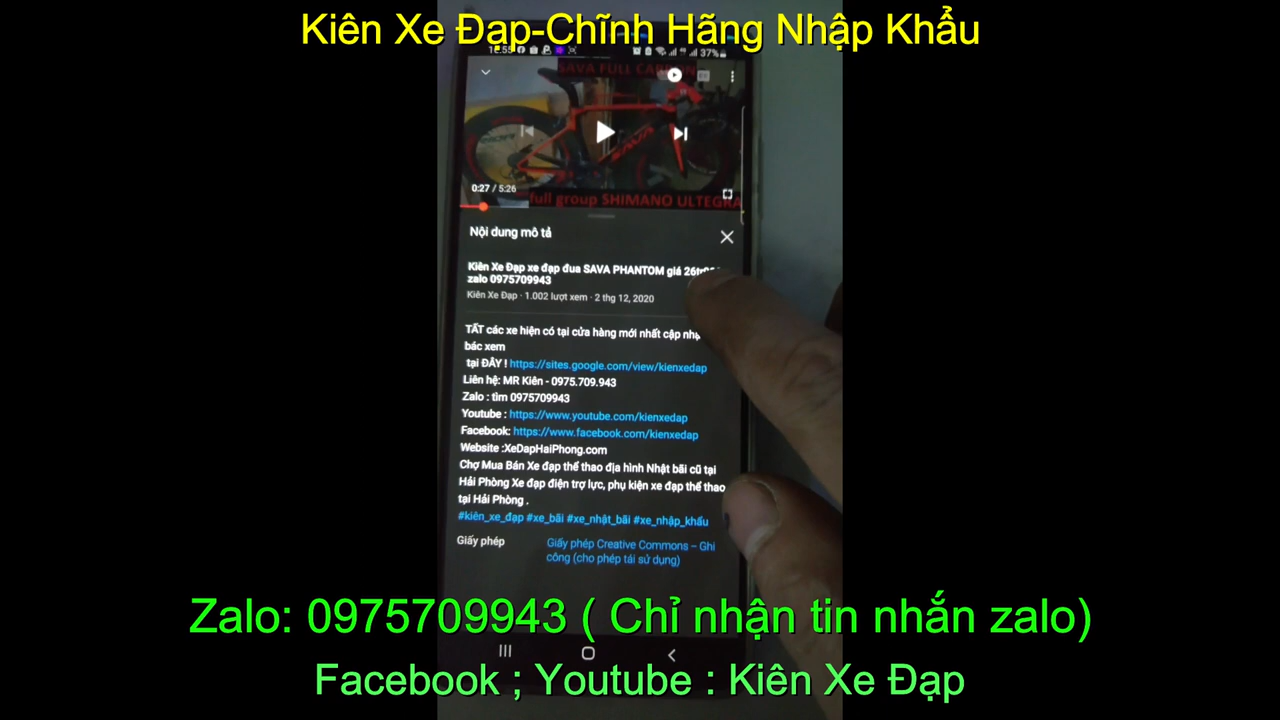 Kiên Xe Đạp-Chĩnh Hãng Nhập Khẩu
16:55
37%
SAVA FULL CARBON
0:27 / 5:26
full group SHIMANO ULTEGRA
Nội dung mô tả
Kiên Xe Đạp xe đạp đua SAVA PHANTOM giá
zalo 0975709943
Kiên Xe Đạp · 1.002 lượt xem · 2 thg 12, 2020
TẤT các xe hiện có tại cửa hàng mới nhất cập
bác xem
tại ĐÂY ! https://sites.google.com/view/kienxedap
Liên hệ: MR Kiên - 0975.709.943
Zalo : tìm 0975709943
Youtube : https://www.youtube.com/kienxedap
Facebook: https://www.facebook.com/kienxedap
Website :XeDapHaiPhong.com
Chợ Mua Bán Xe đạp thể thao địa hình Nhật bãi cũ tại
Hải Phòng Xe đạp điện trợ lực, phụ kiện xe đạp thể thao
tại Hải Phòng .
#kiên_xe_đạp #xe_bãi #xe_nhật_bãi #xe_nhập_khẩu
Giấy phép
Giấy phép Creative Commons – Ghi
công (cho phép tái sử dụng)
Zalo: 0975709943 ( Chỉ nhận tin nhắn zalo)
Facebook ; Youtube : Kiên Xe Đạp